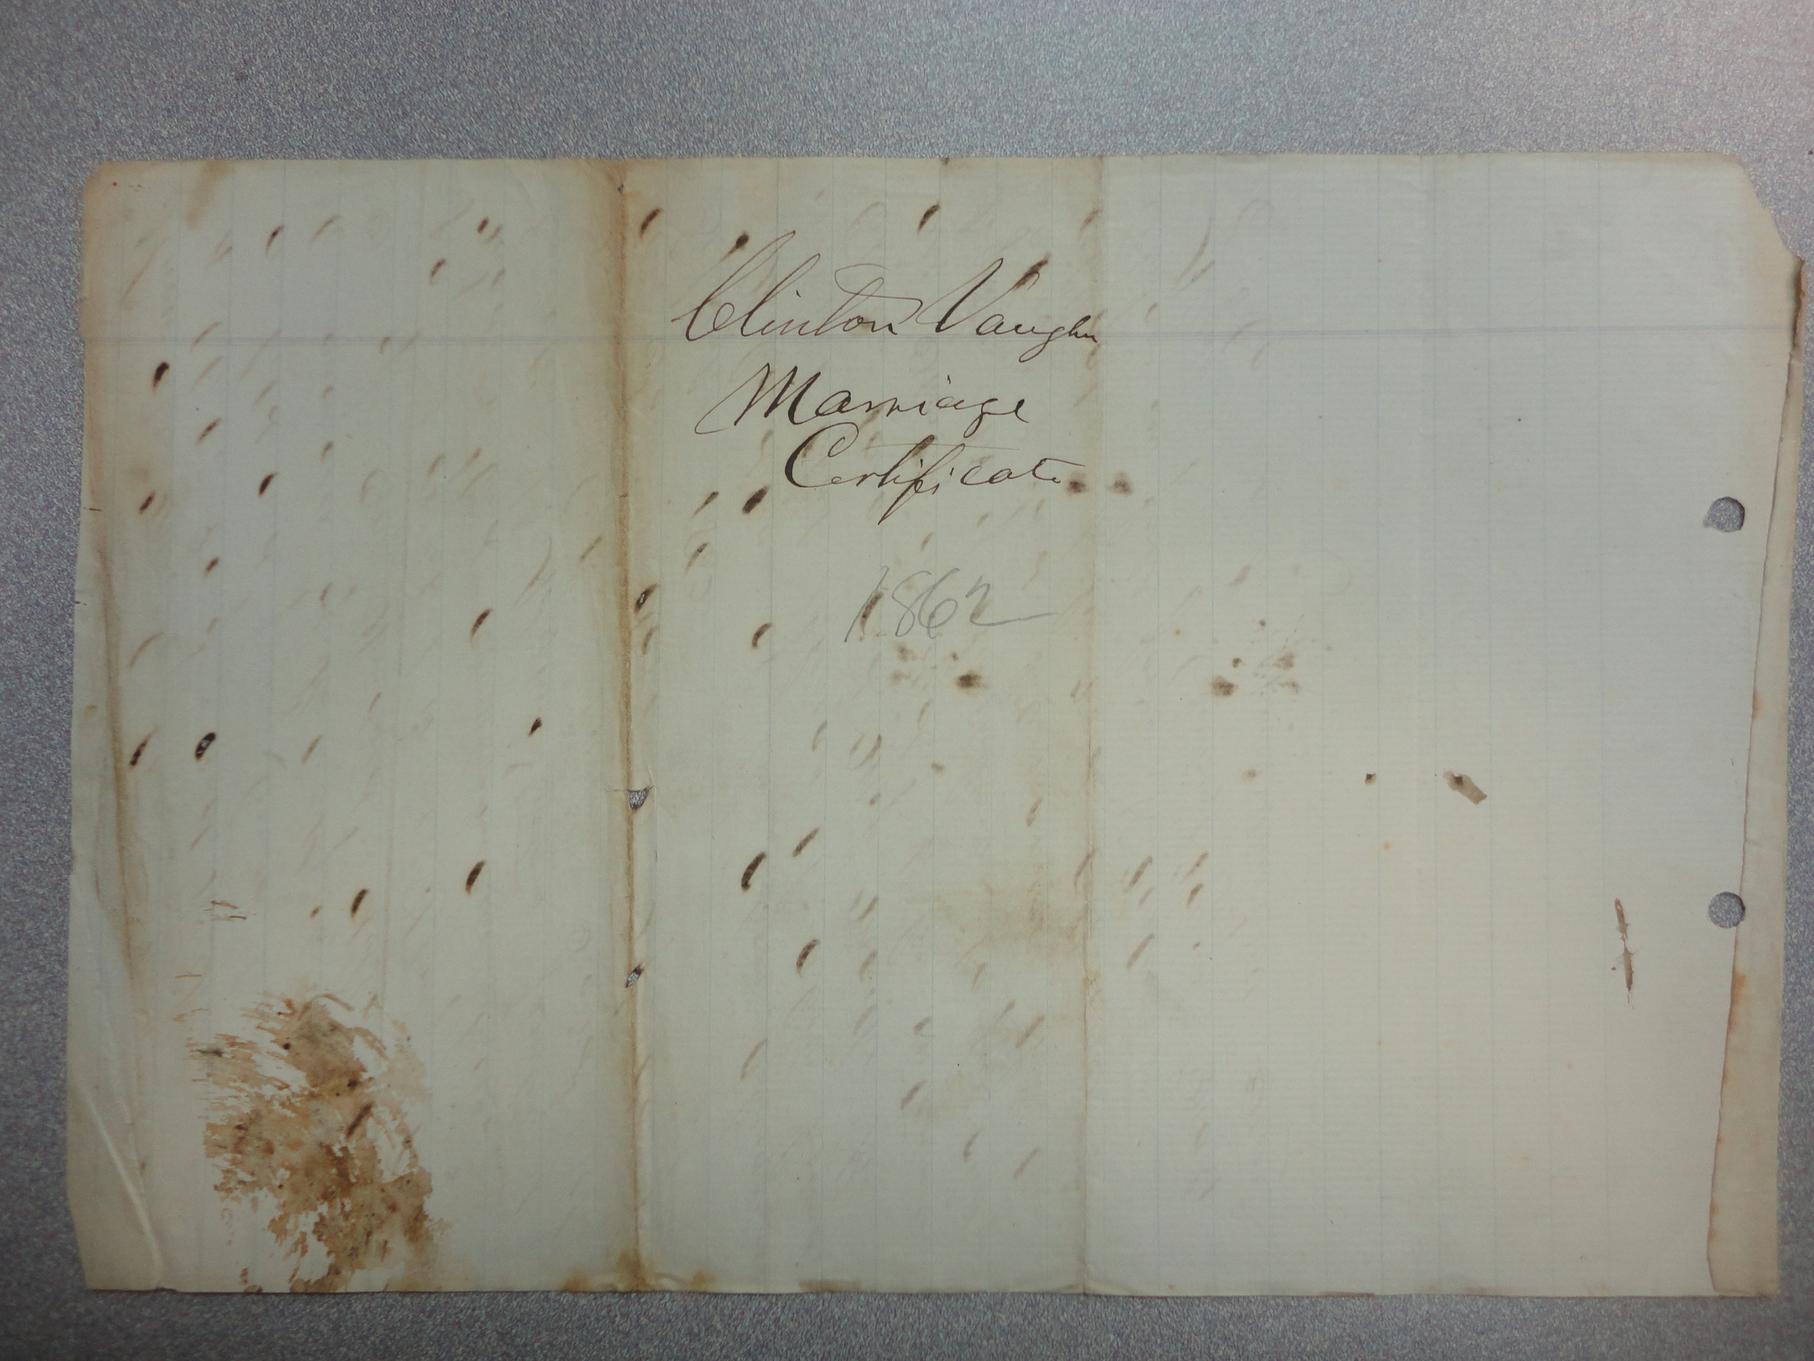 Clinton Vaughn
Marriage
Certificate
1862